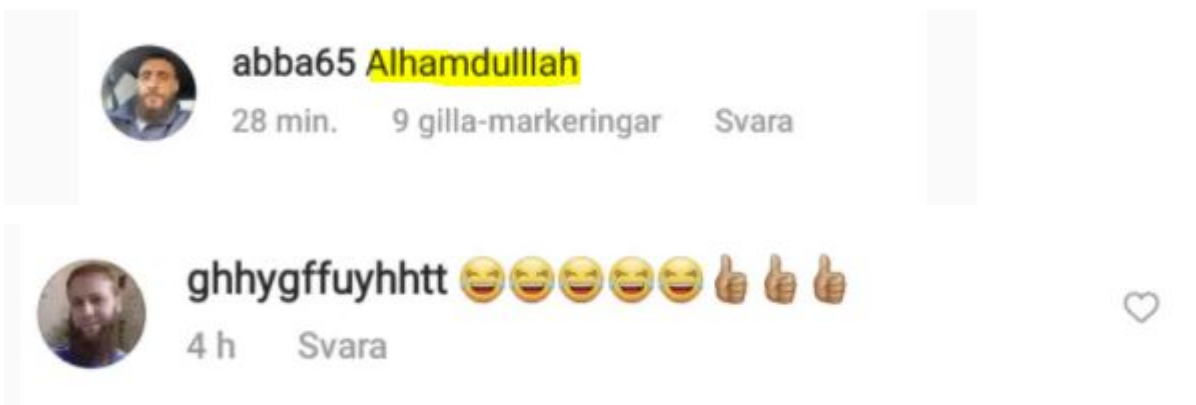 abba65 Alhamdulllah
28 min. 9 gilla-markeringar Svara
ghhygffuyhhtt 😆😂😆😂😆👍🏽👍🏽👍🏽
4 h Svara